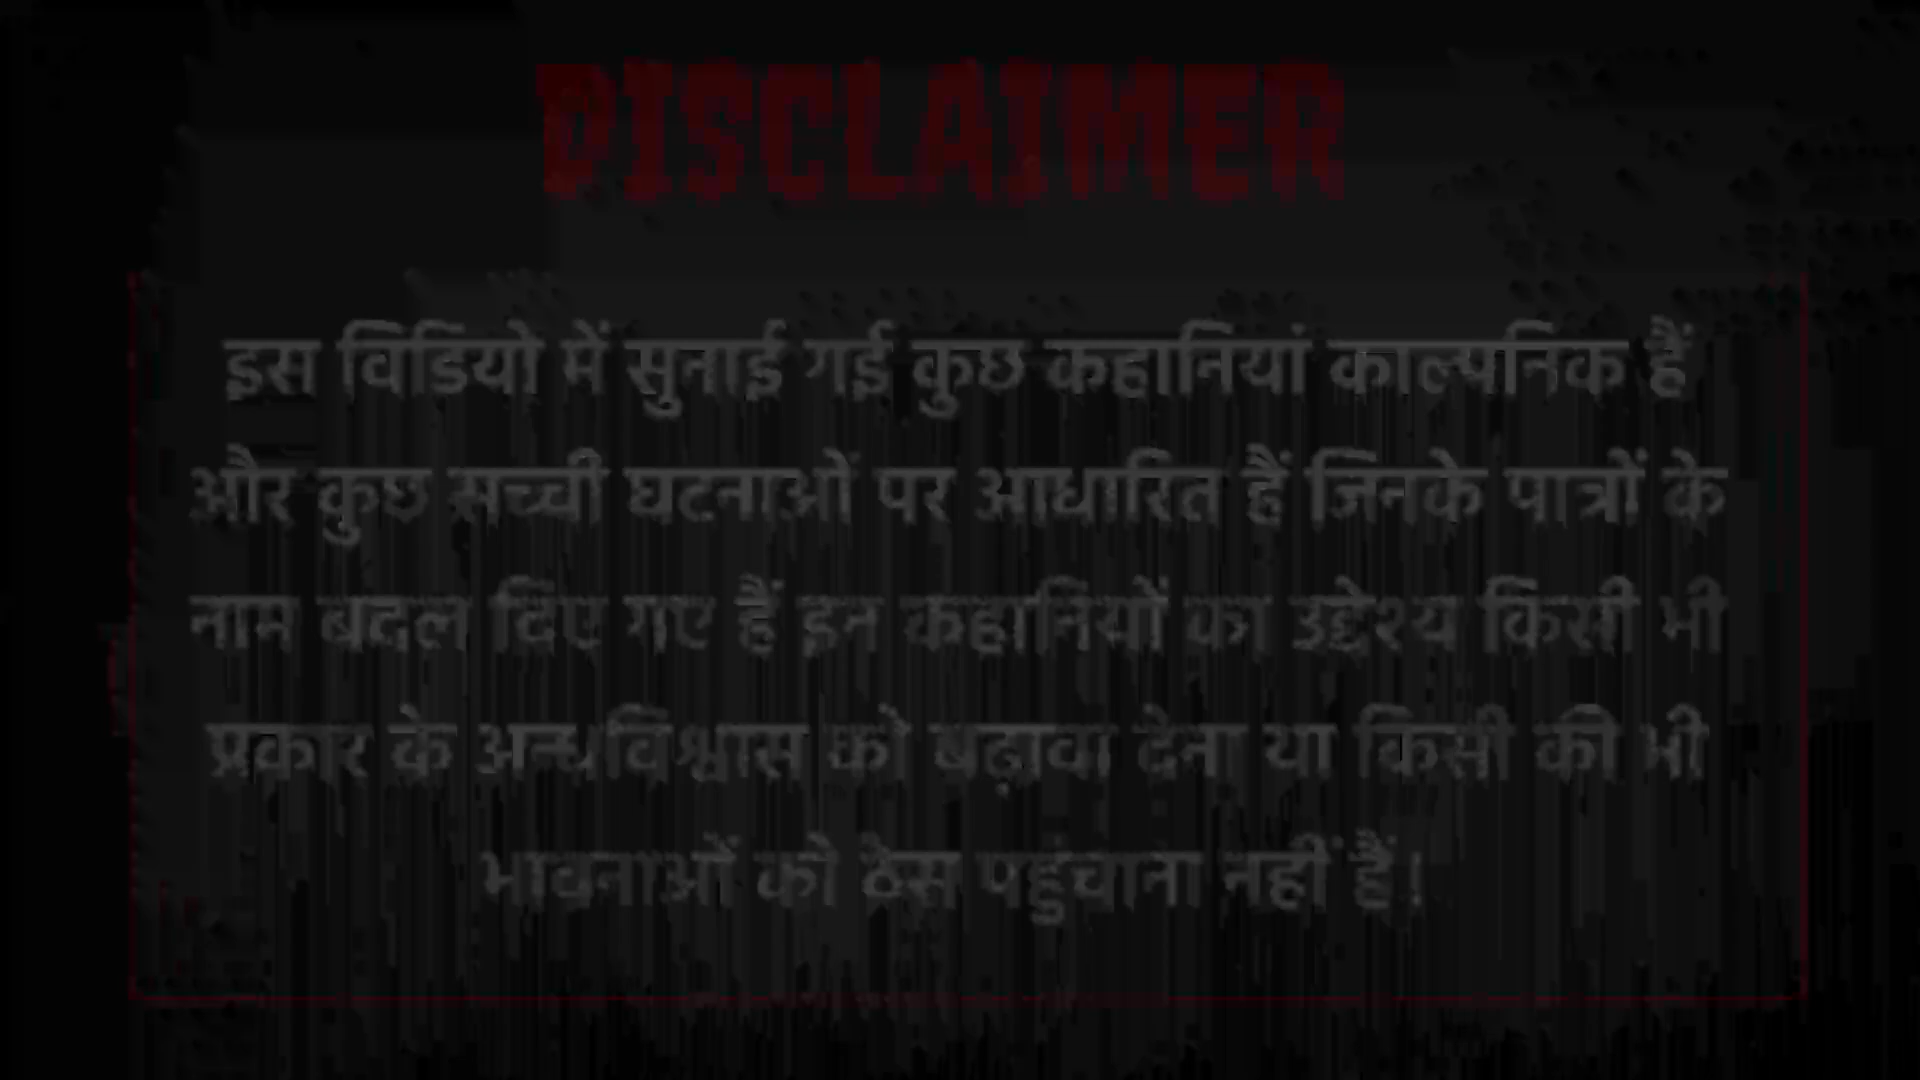 DISCLAIMER
इस विडियो में सुनाई गई कुछ कहानियां काल्पनिक हैं
और कुछ सच्ची घटनाओं पर आधारित हैं जिनके पात्रों के
नाम बदल दिए गए हैं इन कहानियों का उद्देश्य किसी भी
प्रकार के अन्धविश्वास को बढ़ावा देना या किसी की भी
भावनाओं को ठेस पहुंचाना नहीं हैं।